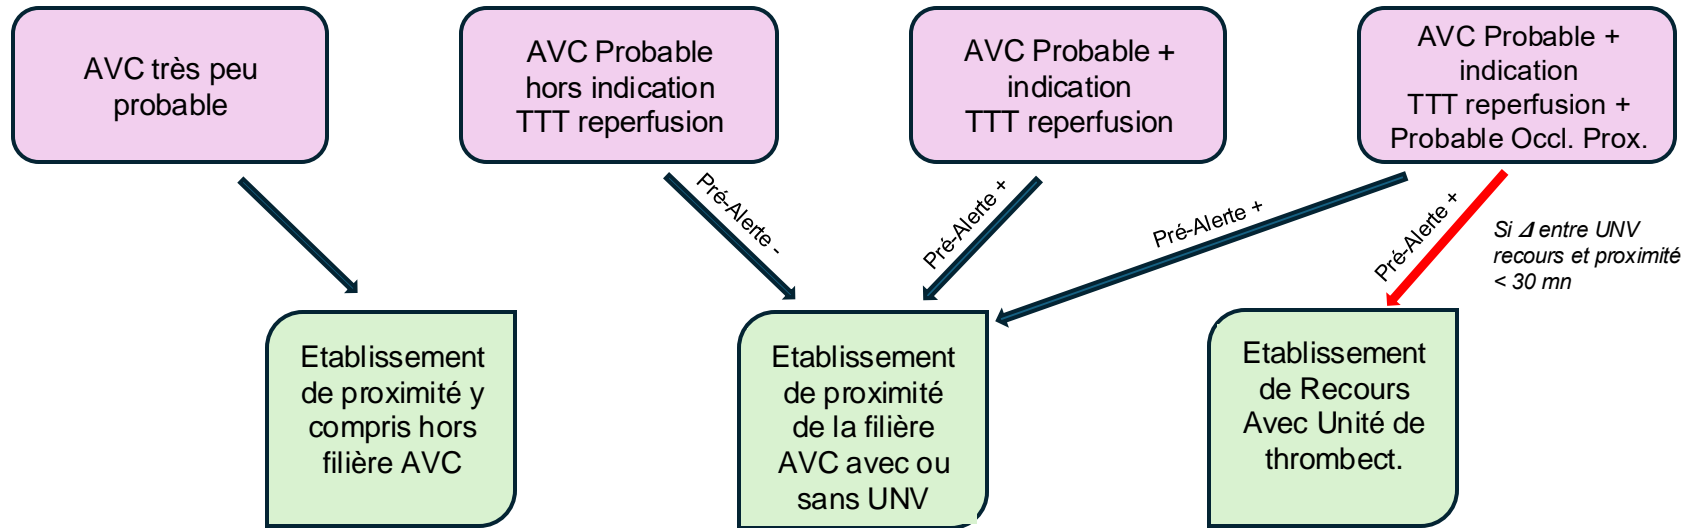 AVC très peu
probable
AVC Probable
hors indication
TTT reperfusion
AVC Probable +
indication
TTT reperfusion
AVC Probable +
indication
TTT reperfusion +
Probable Occl. Prox.
Pré-Alerte -
Pré-Alerte +
Pré-Alerte +
Pré-Alerte +
Si Δ entre UNV
recours et proximité
< 30 mn
Etablissement
de proximité y
compris hors
filière AVC
Etablissement
de proximité
de la filière
AVC avec ou
sans UNV
Etablissement
de Recours
Avec Unité de
thrombect.